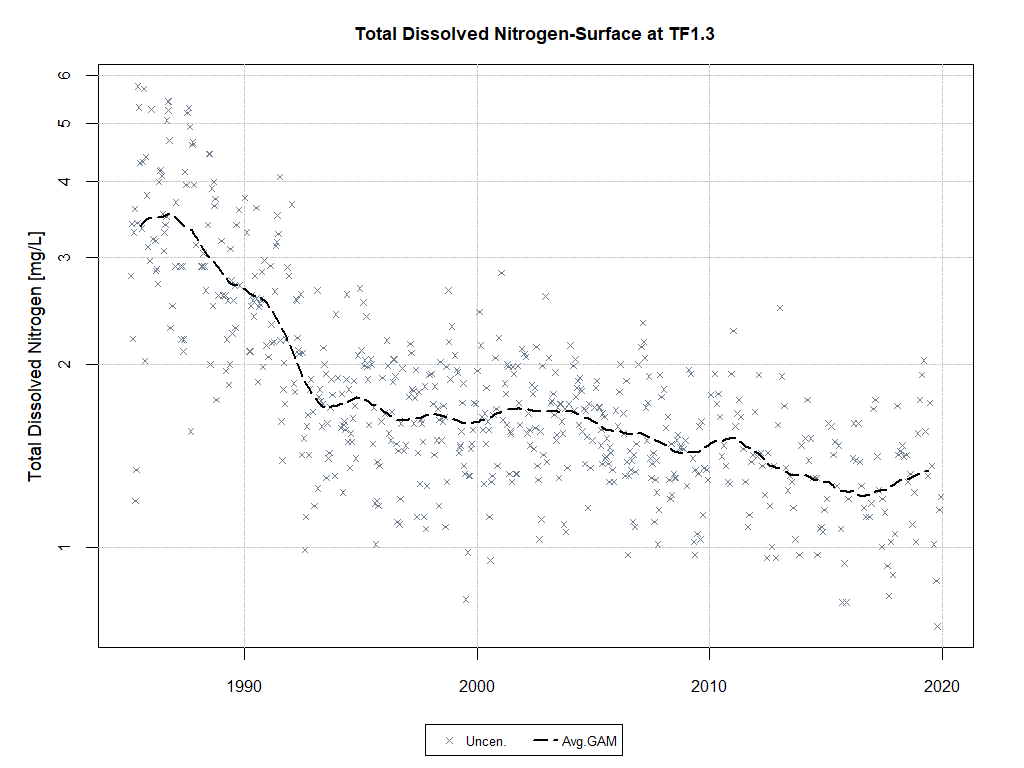 Total Dissolved Nitrogen-Surface at TF1.3
Total Dissolved Nitrogen [mg/L]
6
5
4
3
2
1
1990 2000 2010 2020
Uncen. Avg.GAM